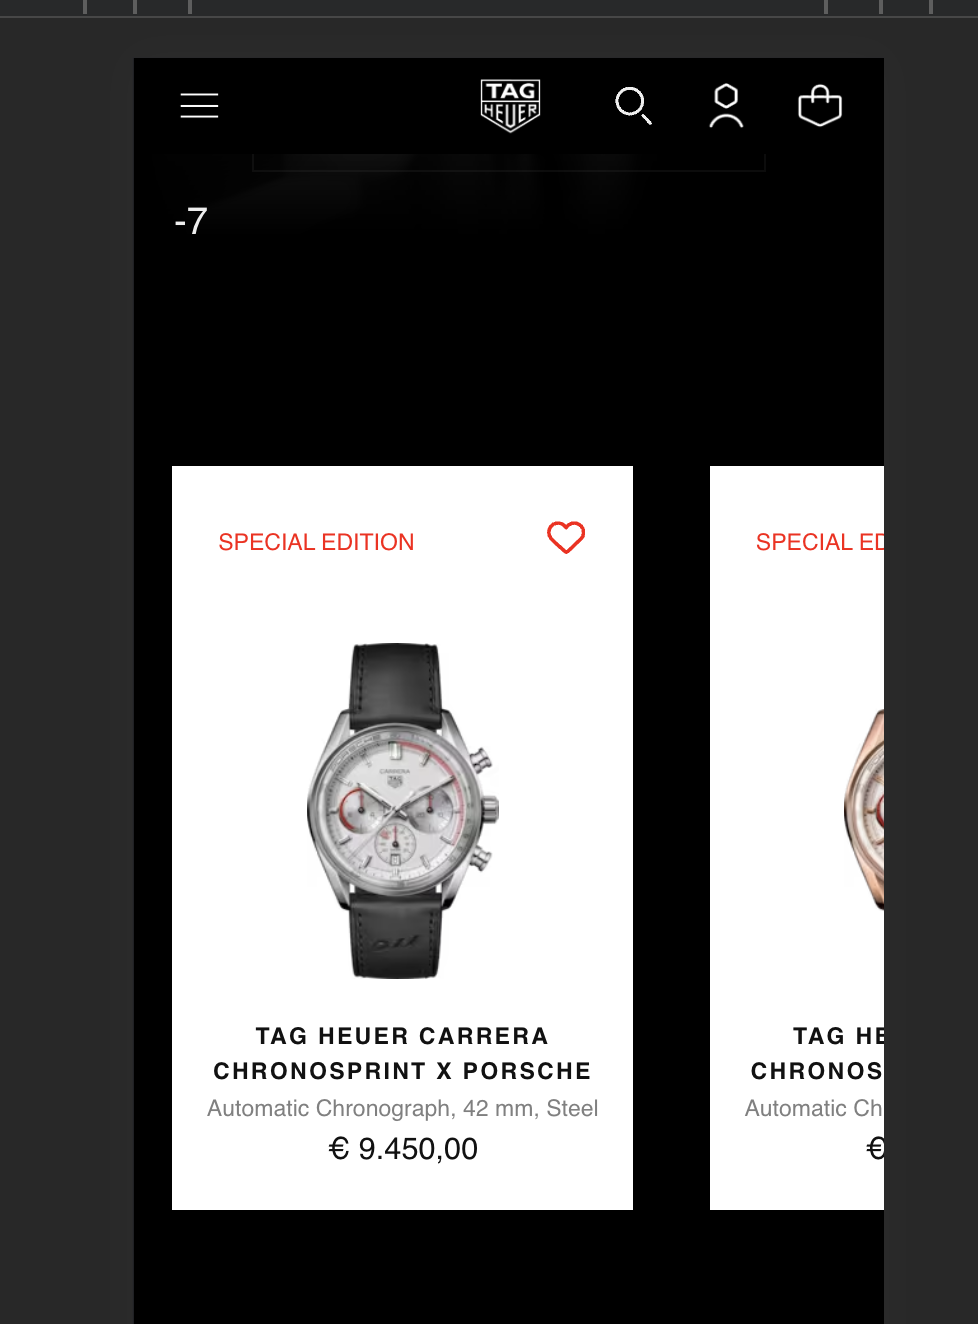 TAG
HEUER
-7
SPECIAL EDITION
SPECIAL ED
CARRERA
TAG HEUER CARRERA
CHRONOSPRINT X PORSCHE
Automatic Chronograph, 42 mm, Steel
€ 9.450,00
TAG HE
CHRONOS
Automatic Ch
€